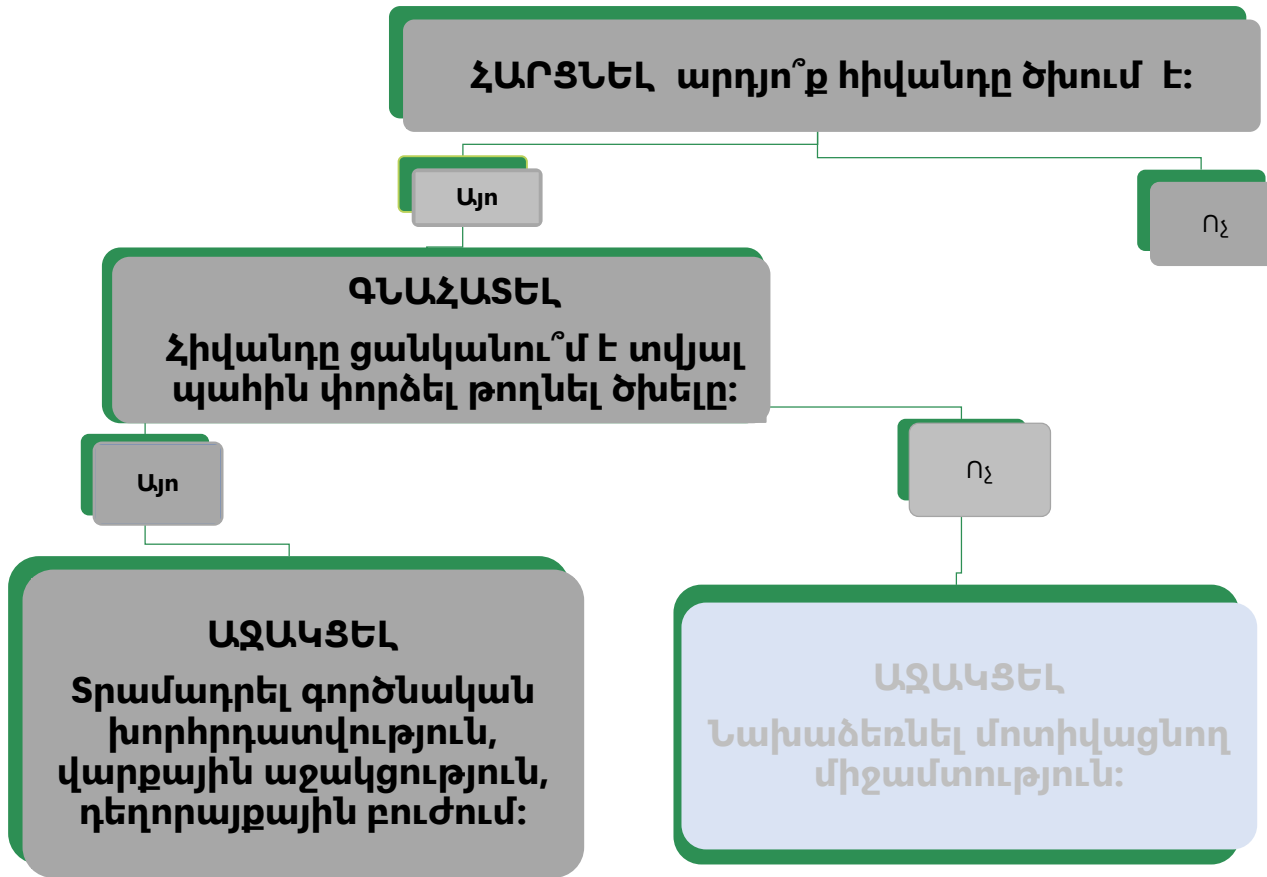 ՀԱՐՑՆԵԼ արդյո՞ք հիվանդը ծխում է:
Այո
Ոչ
ԳՆԱՀԱՏԵԼ
Հիվանդը ցանկանու՞մ է տվյալ
պահին փորձել թողնել ծխելը:
Այո
Ոչ
ԱՋԱԿՑԵԼ
Տրամադրել գործնական
խորհրդատվություն,
վարքային աջակցություն,
դեղորայքային բուժում:
ԱՋԱԿՑԵԼ
Նախաձեռնել մոտիվացնող
միջամտություն: